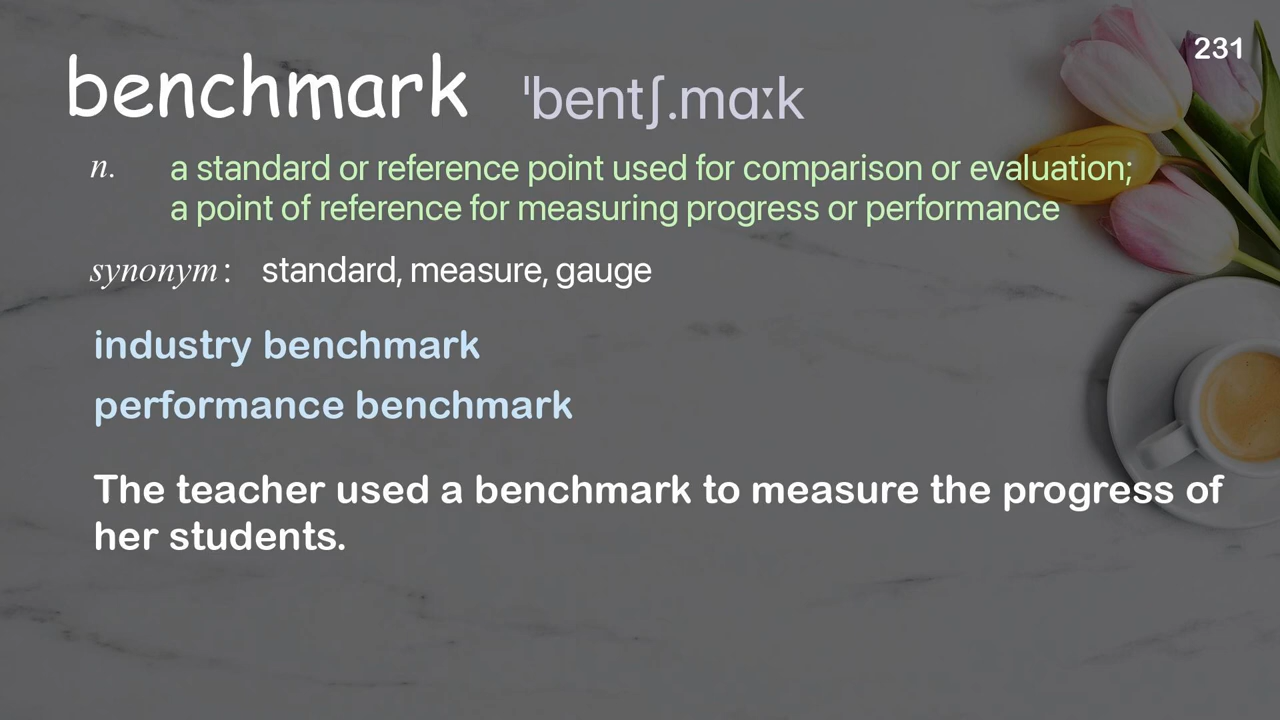 231
benchmark ˈbentʃ.mɑːk
n. a standard or reference point used for comparison or evaluation;
a point of reference for measuring progress or performance
synonym: standard, measure, gauge
industry benchmark
performance benchmark
The teacher used a benchmark to measure the progress of
her students.